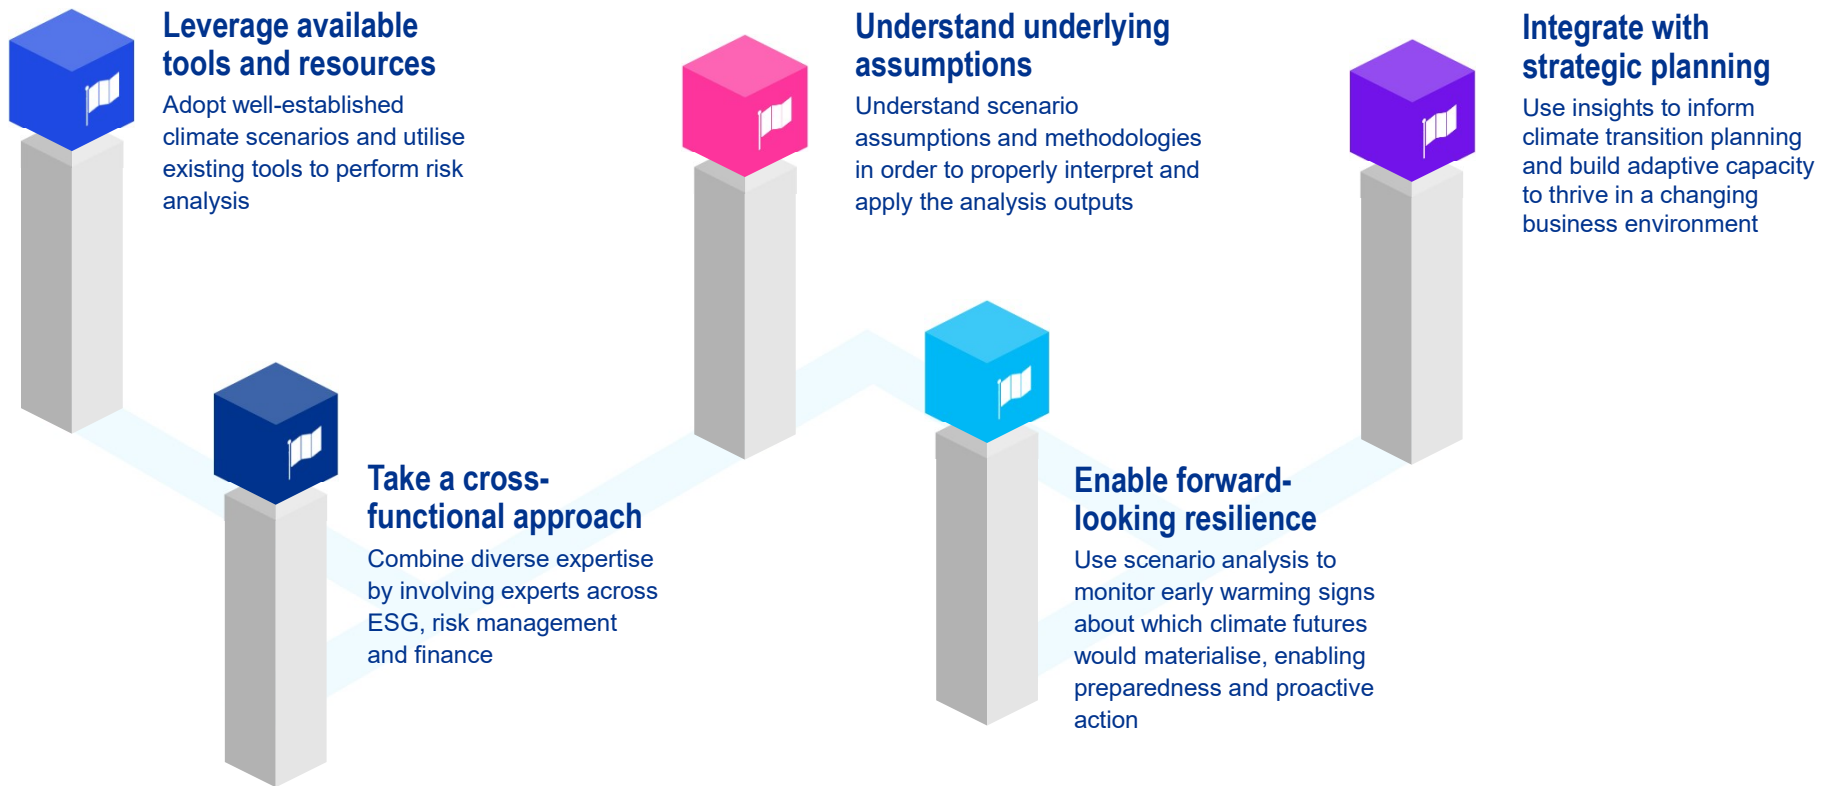 Leverage available
tools and resources
Adopt well-established
climate scenarios and utilise
existing tools to perform risk
analysis
Take a cross-
functional approach
Combine diverse expertise
by involving experts across
ESG, risk management
and finance
Understand underlying
assumptions
Understand scenario
assumptions and methodologies
in order to properly interpret and
apply the analysis outputs
Enable forward-
looking resilience
Use scenario analysis to
monitor early warming signs
about which climate futures
would materialise, enabling
preparedness and proactive
action
Integrate with
strategic planning
Use insights to inform
climate transition planning
and build adaptive capacity
to thrive in a changing
business environment